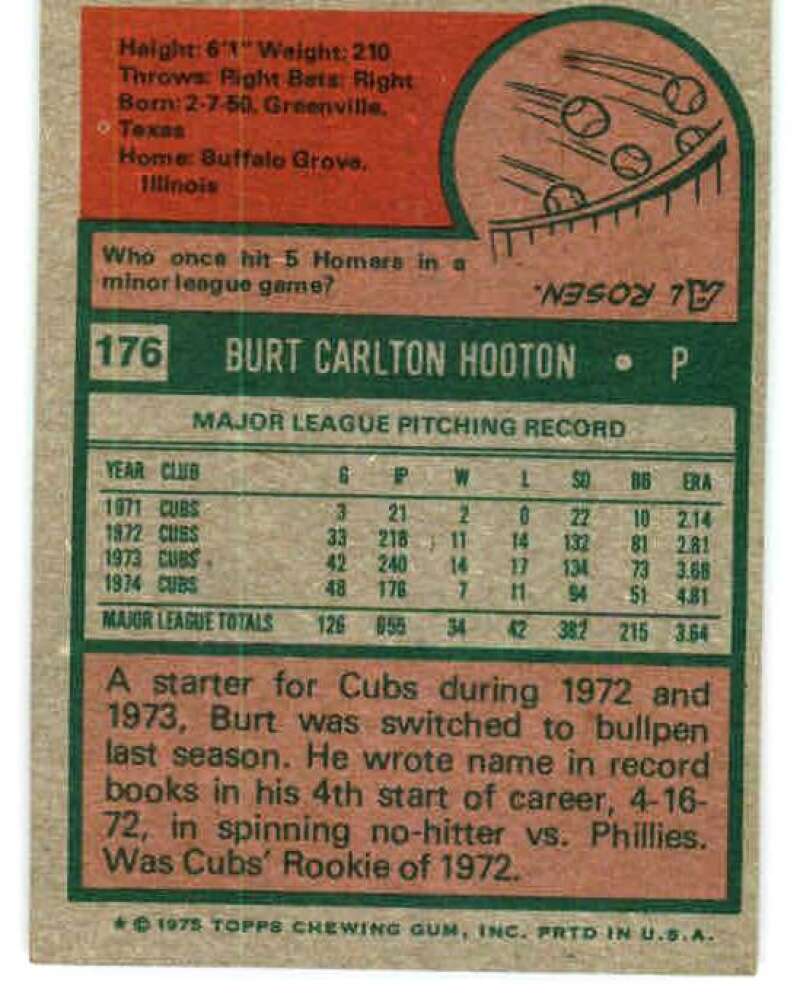 Height: 6'1" Weight: 210
Throws: Right Bats: Right
Born: 2-7-50, Greenville,
Texas
Home: Buffalo Grove,
Illinois
Who once hit 5 Homers in a
minor league game?
AL ROSEN.
176 BURT CARLTON HOOTON • P
MAJOR LEAGUE PITCHING RECORD
YEAR CLUB G IP W L SO BB ERA
1971 CUBS 3 21 2 0 22 10 2.14
1972 CUBS 33 218 11 14 132 81 2.81
1973 CUBS 42 240 14 17 134 73 3.68
1974 CUBS 48 176 7 11 94 51 4.81
MAJOR LEAGUE TOTALS 126 655 34 42 382 215 3.64
A starter for Cubs during 1972 and
1973, Burt was switched to bullpen
last season. He wrote name in record
books in his 4th start of career, 4-16-
72, in spinning no-hitter vs. Phillies.
Was Cubs' Rookie of 1972.
* © 1975 TOPPS CHEWING GUM, INC. PRTD IN U.S.A.